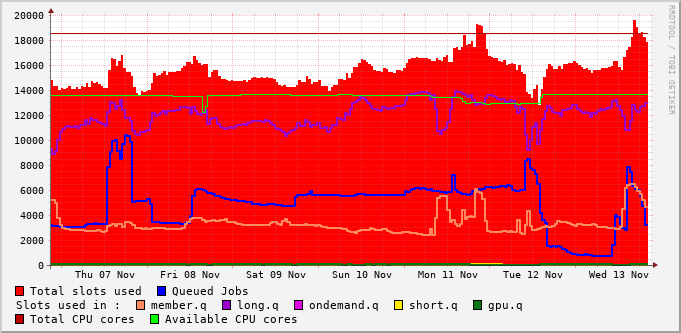 20000
18000
16000
14000
12000
10000
8000
6000
4000
2000
0
Thu 07 Nov Fri 08 Nov Sat 09 Nov Sun 10 Nov Mon 11 Nov Tue 12 Nov Wed 13 Nov
RRDTOOL / TOBI OETIKER
Total slots used Queued Jobs
Slots used in : member.q long.q ondemand.q short.q gpu.q
Total CPU cores Available CPU cores